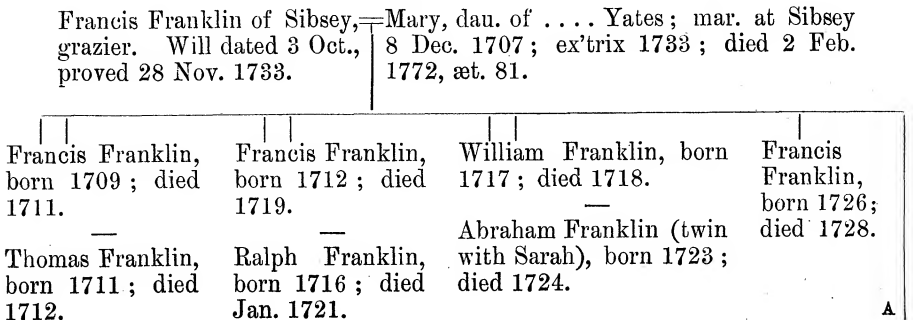 Francis Franklin of Sibsey,
grazier. Will dated 3 Oct.,
proved 28 Nov. 1733.
Mary, dau. of .... Yates; mar. at Sibsey
8 Dec. 1707; ex'trix 1733; died 2 Feb.
1772, æt. 81.
Francis Franklin,
born 1709; died
1711.
—
Thomas Franklin,
born 1711; died
1712.
Francis Franklin,
born 1712; died
1719.
—
Ralph Franklin,
born 1716; died
Jan. 1721.
William Franklin, born
1717; died 1718.
—
Abraham Franklin (twin
with Sarah), born 1723;
died 1724.
Francis
Franklin,
born 1726;
died 1728.
A